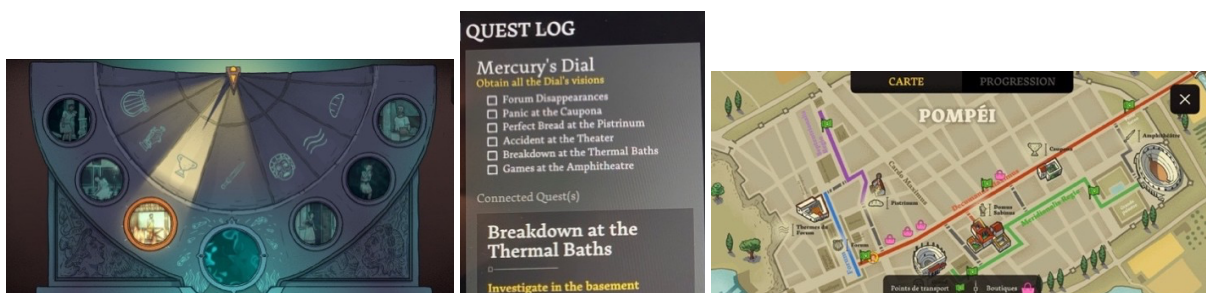 QUEST LOG
Mercury's Dial
Obtain all the Dial's visions
Forum Disappearances
Panic at the Caupona
Perfect Bread at the Pistrinum
Accident at the Theater
Breakdown at the Thermal Baths
Games at the Amphitheatre
Connected Quest(s)
Breakdown at the
Thermal Baths
Investigate in the basement
CARTE
PROGRESSION
POMPÉI
Amphithéâtre
Caupona
Pistrinum
Thermes du
Forum
Forum
Points de transport
Boutiques